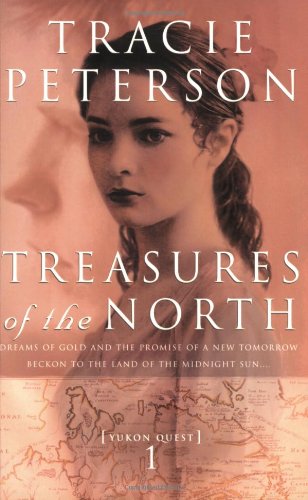 TRACIE
PETERSON
TREASURES
of the NORTH
DREAMS OF GOLD AND THE PROMISE OF A NEW TOMORROW
BECKON TO THE LAND OF THE MIDNIGHT SUN....
[YUKON QUEST]
1